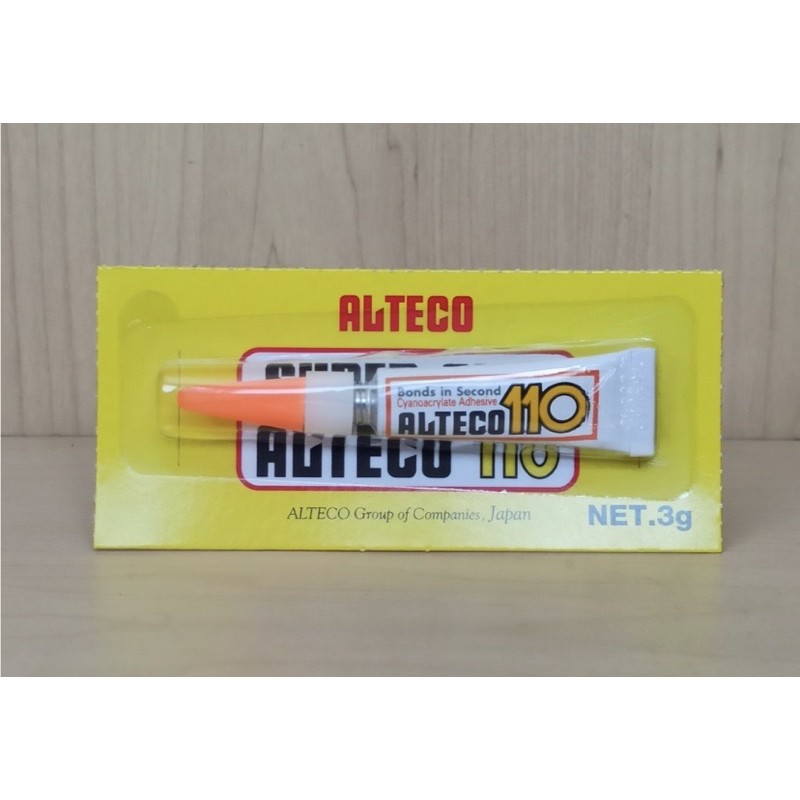 ALTECO
Bonds in Second
Cyanoacrylate Adhesive
ALTECO 110
ALTECO 110
ALTECO Group of Companies, Japan
NET.3g